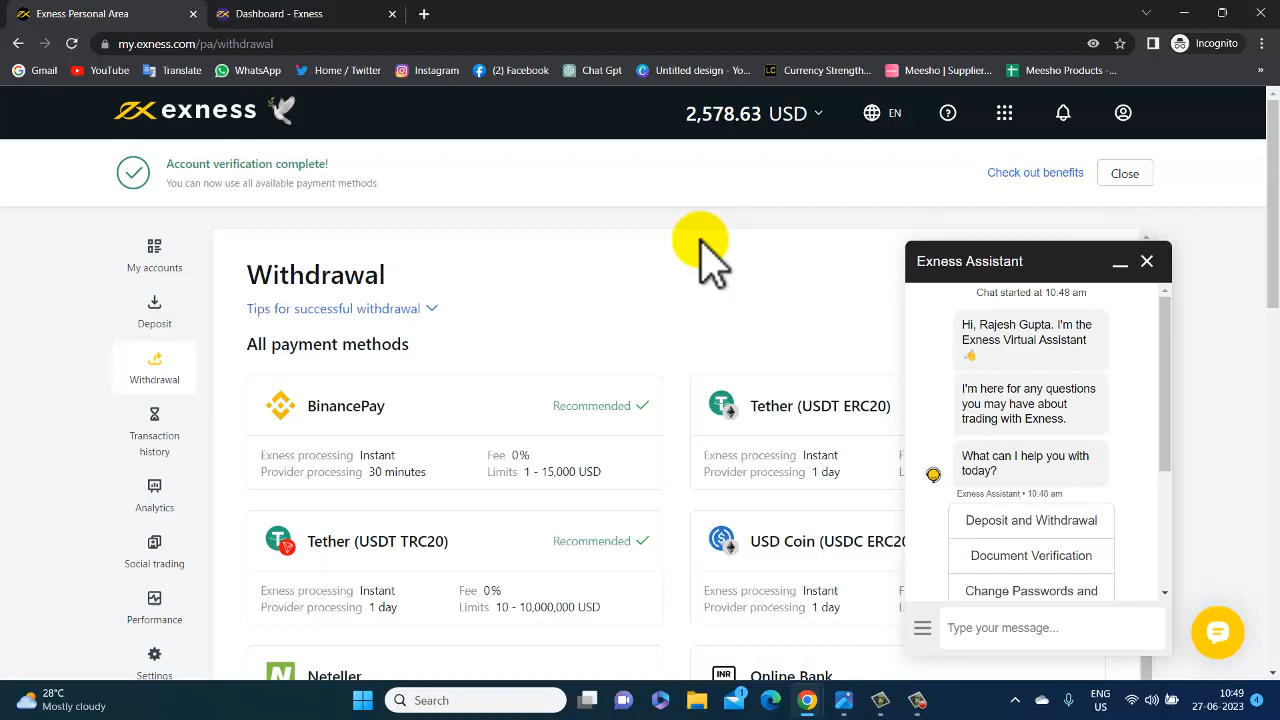 Exness Personal Area
Dashboard - Exness
my.exness.com/pa/withdrawal
Incognito
Gmail
YouTube
Translate
WhatsApp
Home / Twitter
Instagram
(2) Facebook
Chat Gpt
Untitled design - Yo...
Currency Strength...
Meesho | Supplier...
Meesho Products -...
»
exness
2,578.63 USD
EN
Account verification complete!
You can now use all available payment methods
Check out benefits
Close
My accounts
Deposit
Withdrawal
Transaction
history
Analytics
Social trading
Performance
Settings
Withdrawal
Tips for successful withdrawal
All payment methods
BinancePay
Recommended
Exness processing Instant
Fee 0%
Provider processing 30 minutes
Limits 1 - 15,000 USD
Tether (USDT ERC20)
Exness processing Instant
Provider processing 1 day
Tether (USDT TRC20)
Recommended
Exness processing Instant
Fee 0%
Provider processing 1 day
Limits 10 - 10,000,000 USD
USD Coin (USDC ERC20
Exness processing Instant
Provider processing 1 day
Neteller
INR
Online Bank
Exness Assistant
Chat started at 10:48 am
Hi, Rajesh Gupta. I'm the
Exness Virtual Assistant
I'm here for any questions
you may have about
trading with Exness.
What can I help you with
today?
Exness Assistant • 10:48 am
Deposit and Withdrawal
Document Verification
Change Passwords and
Type your message...
28°C
Mostly cloudy
Search
1
ENG
US
10:49
27-06-2023
4